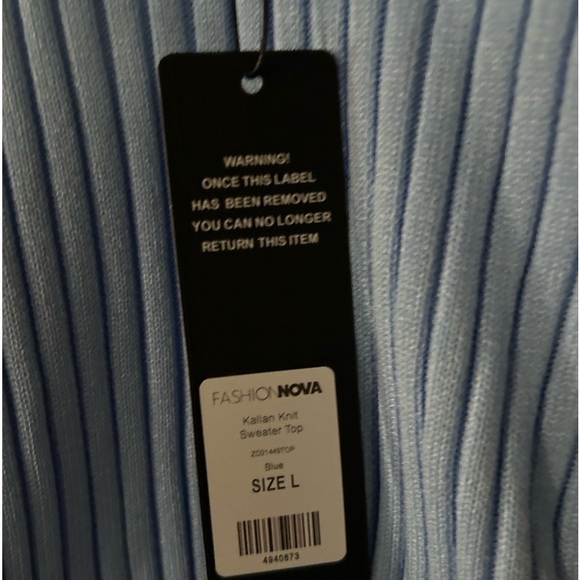 WARNING!
ONCE THIS LABEL
HAS BEEN REMOVED
YOU CAN NO LONGER
RETURN THIS ITEM
FASHIONNOVA
Kallan Knit
Sweater Top
ZC01449TOP
Blue
SIZE L
4940673